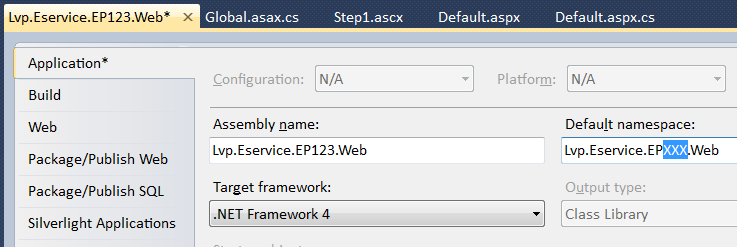 Lvp.Eservice.EP123.Web* × Global.asax.cs Step1.ascx Default.aspx Default.aspx.cs
Application*
Build
Web
Package/Publish Web
Package/Publish SQL
Silverlight Applications
Configuration: N/A Platform: N/A
Assembly name: Default namespace:
Lvp.Eservice.EP123.Web Lvp.Eservice.EPXXX.Web
Target framework: Output type:
.NET Framework 4 Class Library